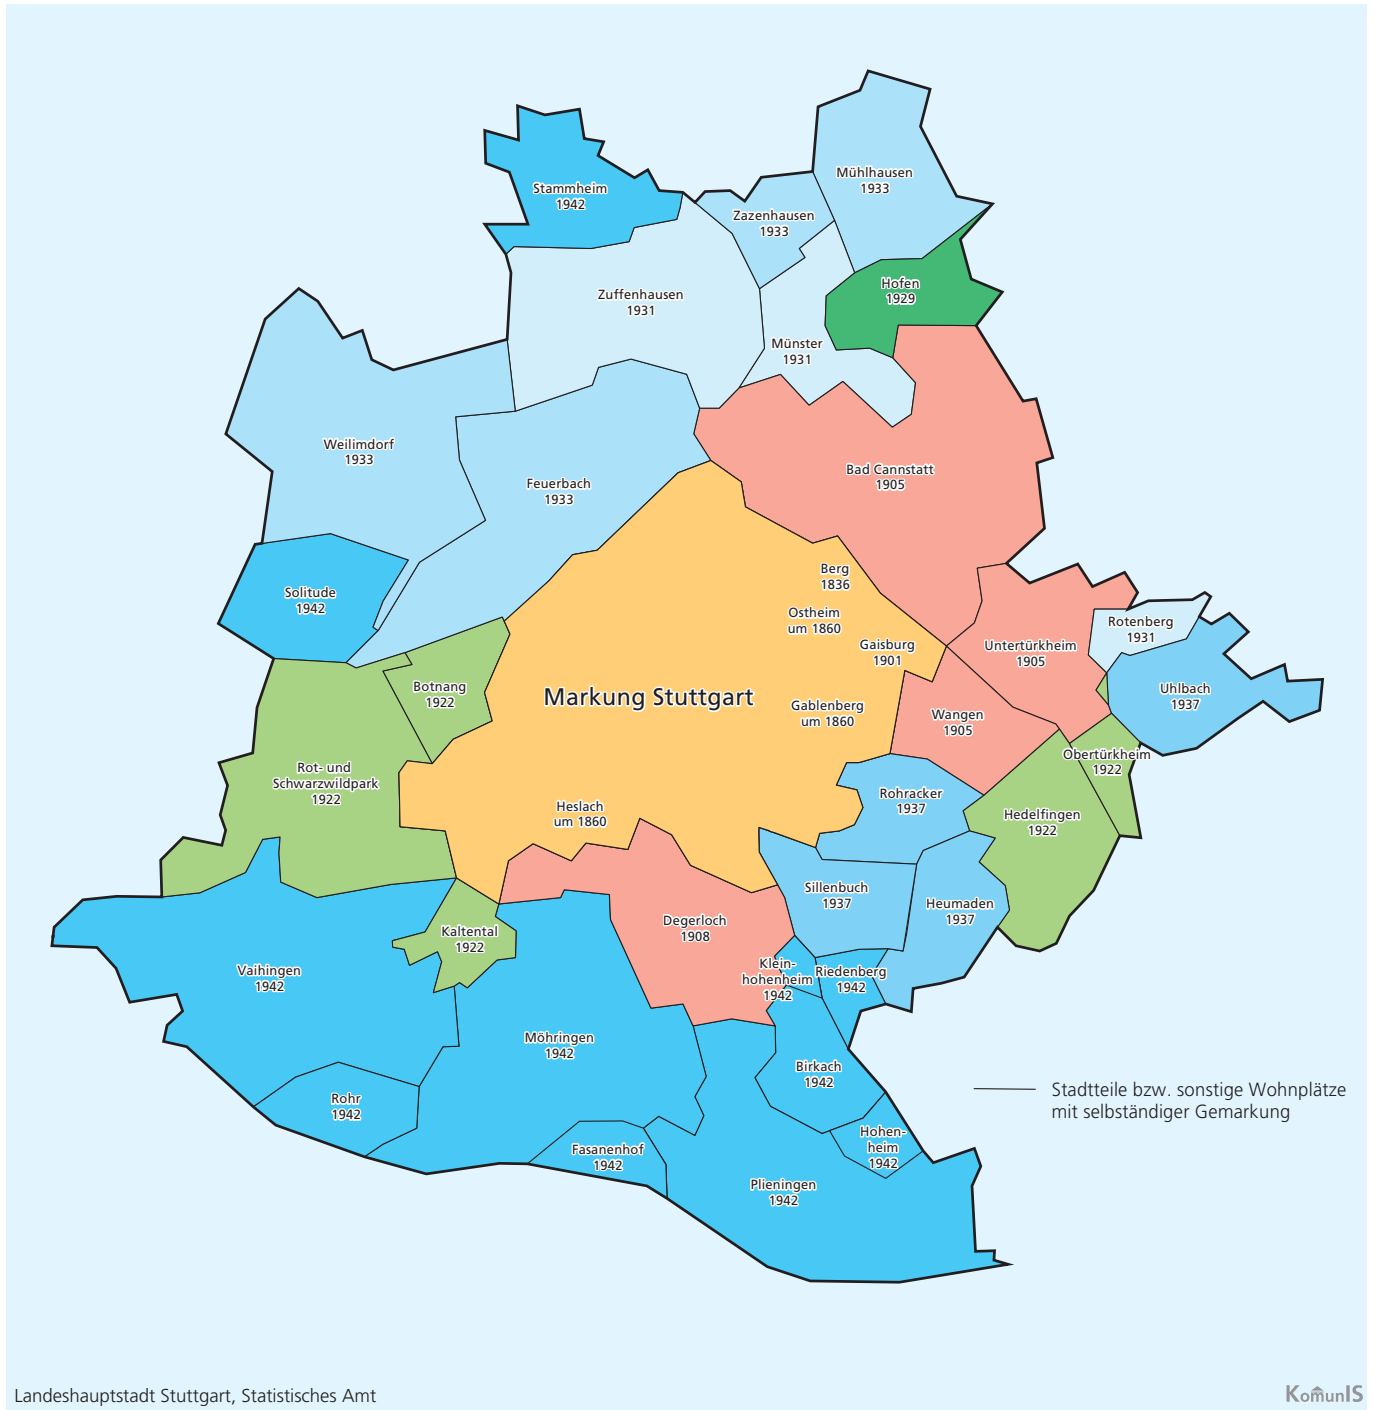 Stammheim
1942
Mühlhausen
1933
Zazenhausen
1933
Zuffenhausen
1931
Hofen
1929
Münster
1931
Weilimdorf
1933
Feuerbach
1933
Bad Cannstatt
1905
Solitude
1942
Berg
1836
Ostheim
um 1860
Gaisburg
1901
Untertürkheim
1905
Rotenberg
1931
Uhlbach
1937
Botnang
1922
Markung Stuttgart
Gablenberg
um 1860
Wangen
1905
Obertürkheim
1922
Rot- und
Schwarzwildpark
1922
Heslach
um 1860
Rohracker
1937
Hedelfingen
1922
Sillenbuch
1937
Heumaden
1937
Degerloch
1908
Kaltental
1922
Vaihingen
1942
Klein-
hohenheim
1942
Riedenberg
1942
Möhringen
1942
Birkach
1942
Rohr
1942
Fasanenhof
1942
Hohen-
heim
1942
Plieningen
1942
Stadtteile bzw. sonstige Wohnplätze
mit selbständiger Gemarkung
Landeshauptstadt Stuttgart, Statistisches Amt
KomunIS